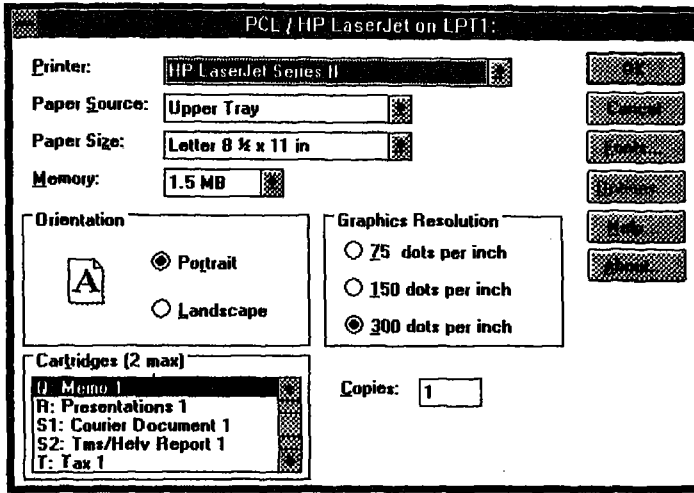 PCL / HP LaserJet on LPT1:
Printer: HP LaserJet Series II
OK
Paper Source: Upper Tray
Cancel
Paper Size: Letter 8 ½ x 11 in
Fonts...
Memory: 1.5 MB
Options...
Orientation
Graphics Resolution
Help...
A
Portrait
75 dots per inch
About...
Landscape
150 dots per inch
300 dots per inch
Cartridges (2 max)
Q: Memo 1
Copies: 1
R: Presentations 1
S1: Courier Document 1
S2: Tms/Helv Report 1
T: Tax 1